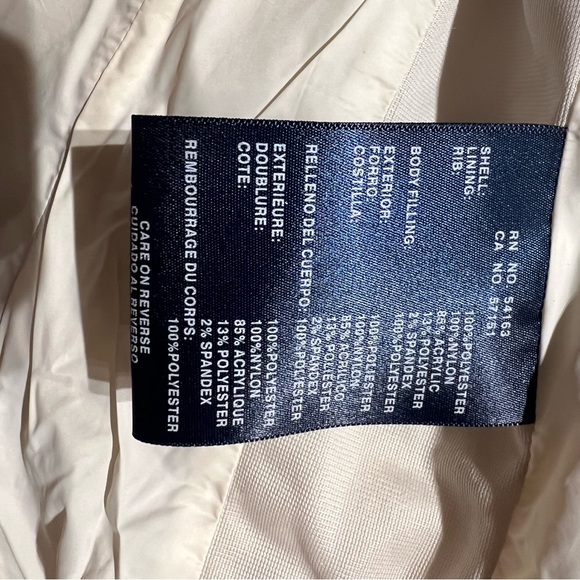 RN NO. 54163
CA NO. 57151
SHELL: 100%POLYESTER
LINING: 100%NYLON
RIB: 85% ACRYLIC
13% POLYESTER
2% SPANDEX
BODY FILLING: 100%POLYESTER
EXTERIOR: 100%POLIESTER
FORRO: 100%NYLON
COSTILLA: 85% ACRILICO
13% POLIESTER
2% SPANDEX
RELLENO DEL CUERPO: 100%POLIESTER
EXTERIEURE: 100%POLYESTER
DOUBLURE: 100%NYLON
COTE: 85% ACRYLIQUE
13% POLYESTER
2% SPANDEX
REMBOURRAGE DU CORPS: 100%POLYESTER
CARE ON REVERSE
CUIDADO AL REVERSO